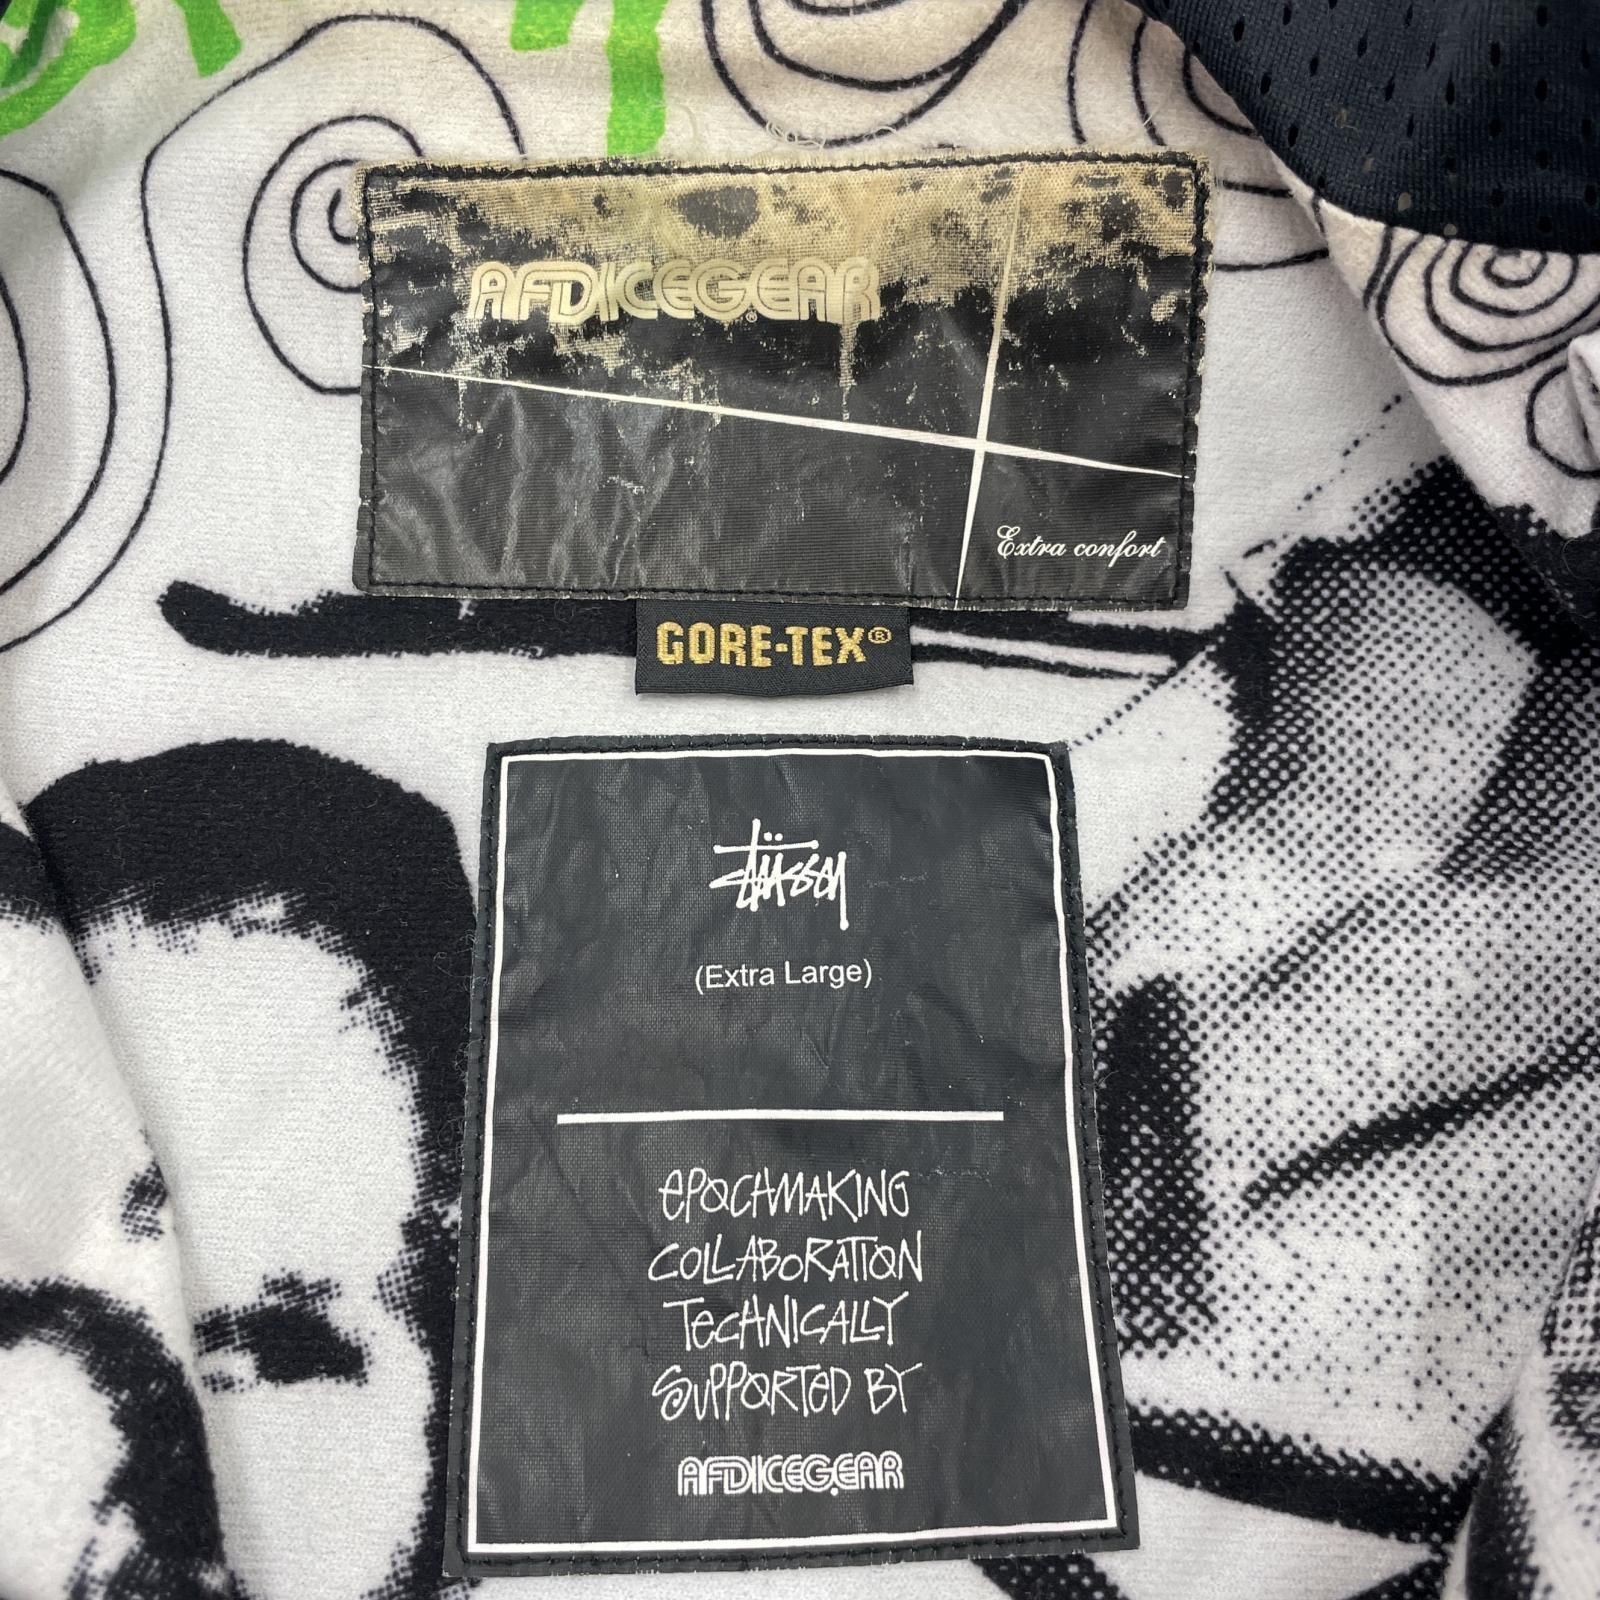 AFDICEGEAR®
Extra confort
GORE-TEX®
Stüssy
(Extra Large)
EPOCHMAKING
COLLABORATION
TECHNICALLY
SUPPORTED BY
AFDICEGEAR